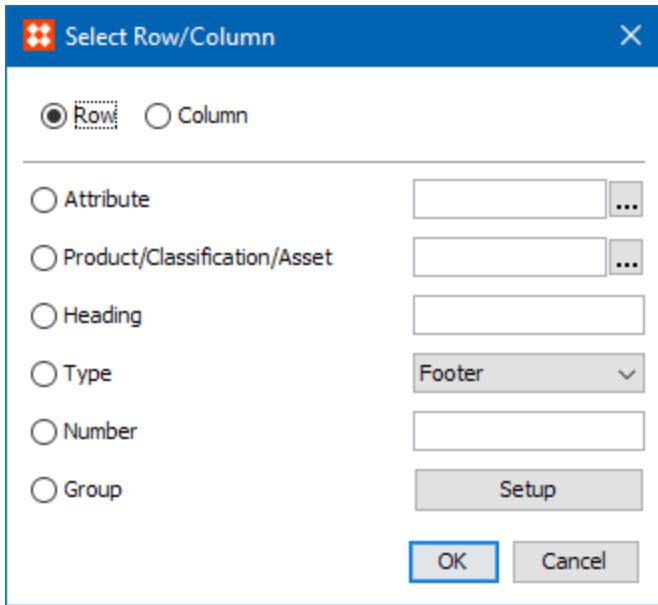 Select Row/Column
Row Column
Attribute ...
Product/Classification/Asset ...
Heading
Type Footer
Number
Group Setup
OK Cancel